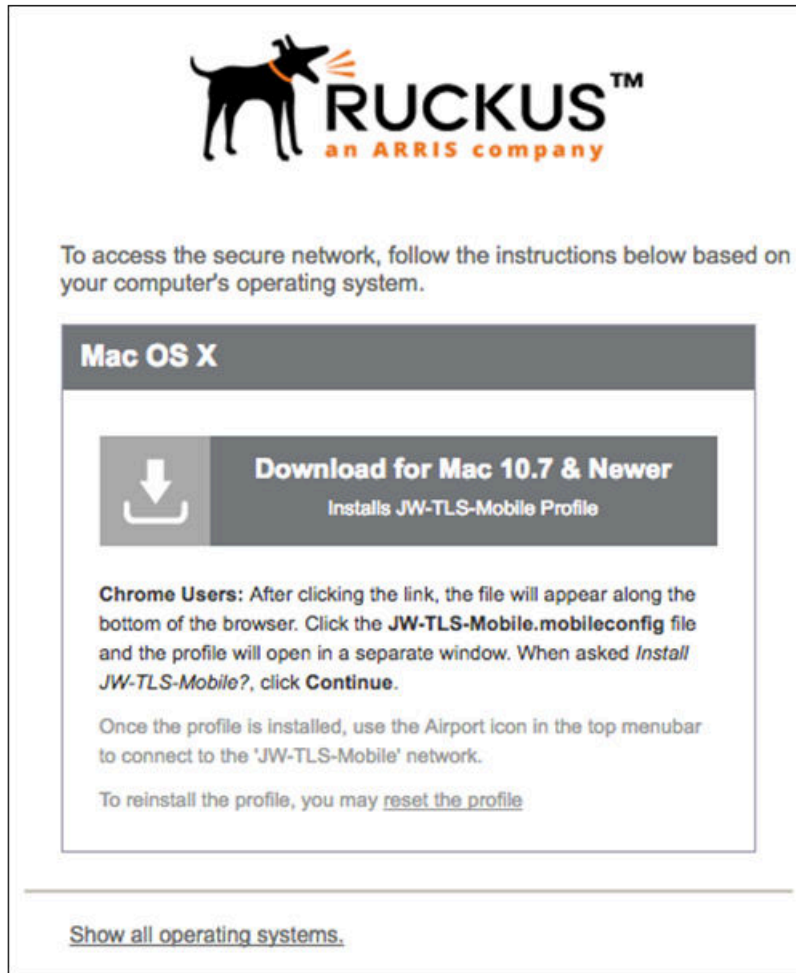 RUCKUS™
an ARRIS company
To access the secure network, follow the instructions below based on
your computer's operating system.
Mac OS X
Download for Mac 10.7 & Newer
Installs JW-TLS-Mobile Profile
Chrome Users: After clicking the link, the file will appear along the
bottom of the browser. Click the JW-TLS-Mobile.mobileconfig file
and the profile will open in a separate window. When asked Install
JW-TLS-Mobile?, click Continue.
Once the profile is installed, use the Airport icon in the top menubar
to connect to the 'JW-TLS-Mobile' network.
To reinstall the profile, you may reset the profile
Show all operating systems.